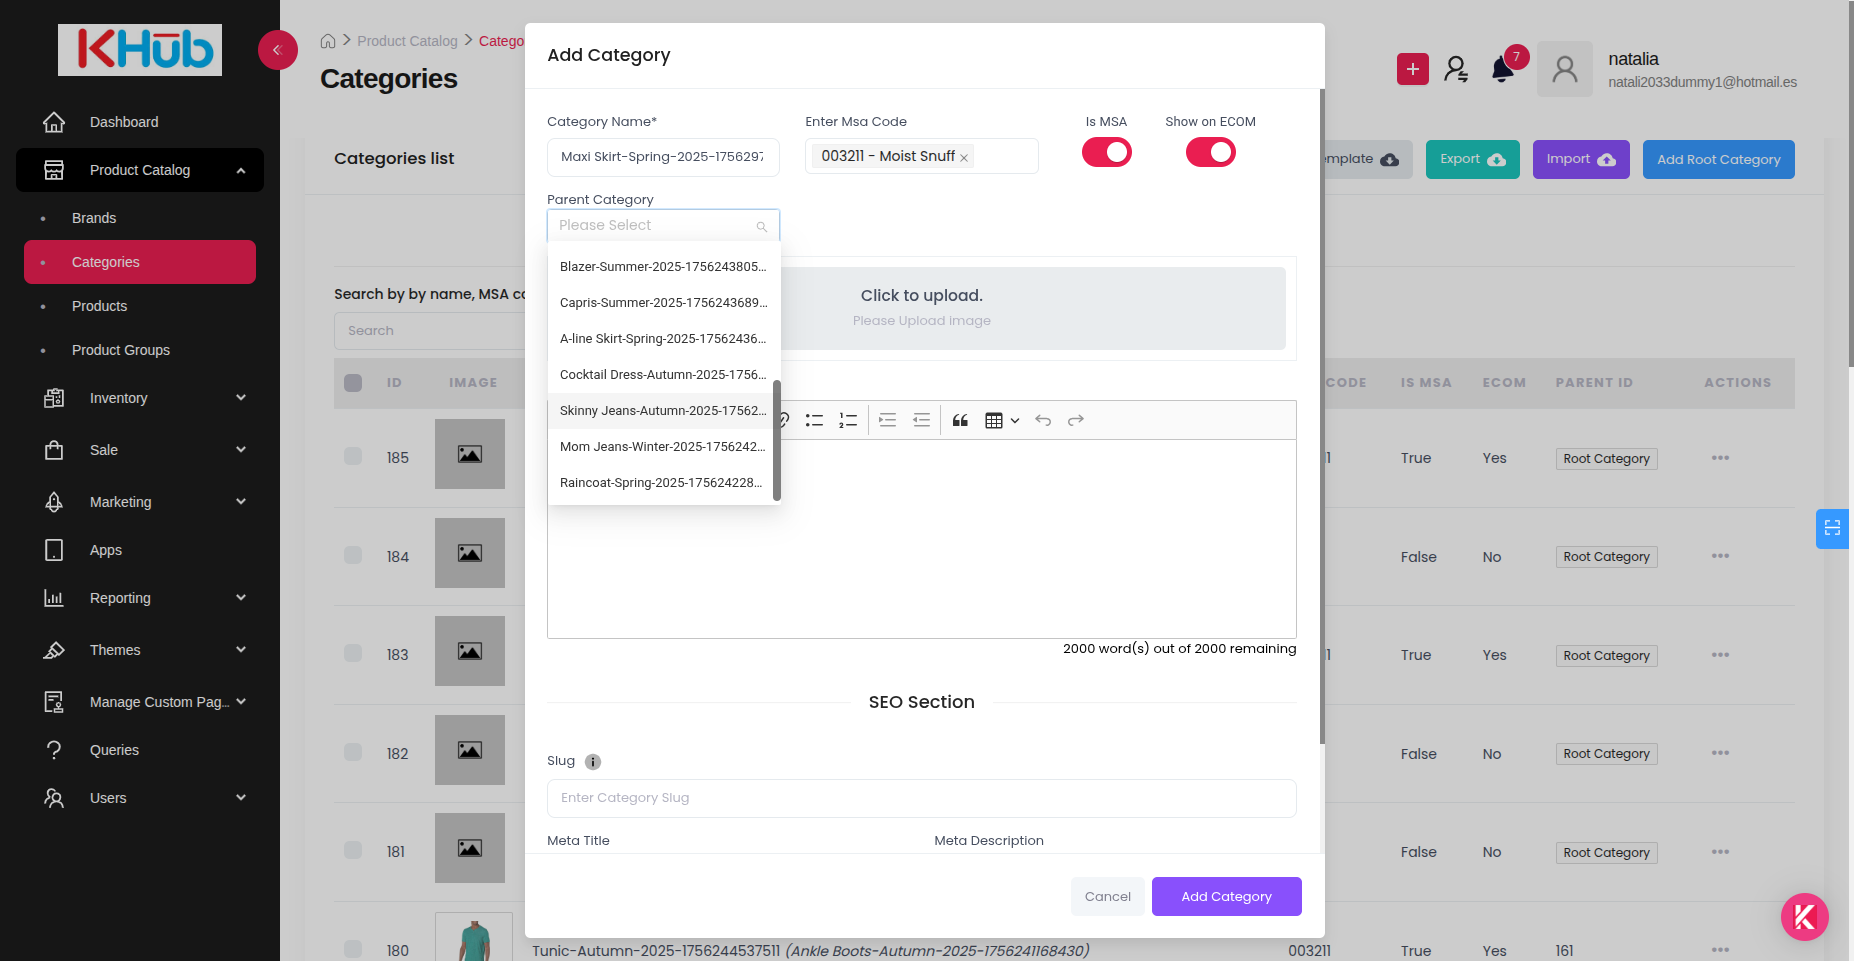 KHub
Dashboard
Product Catalog
Brands
Categories
Products
Product Groups
Inventory
Sale
Marketing
Apps
Reporting
Themes
Manage Custom Pag...
Queries
Users
Product Catalog
Catego
Categories
7
natalia
natali2033dummy1@hotmail.es
Categories list
emplate
Export
Import
Add Root Category
Search by by name, MSA co
Search
ID
IMAGE
CODE
IS MSA
ECOM
PARENT ID
ACTIONS
185
True
Yes
Root Category
184
False
No
Root Category
183
True
Yes
Root Category
182
False
No
Root Category
181
False
No
Root Category
180
Tunic-Autumn-2025-1756244537511 (Ankle Boots-Autumn-2025-1756241168430)
003211
True
Yes
161
Add Category
Category Name*
Enter Msa Code
Is MSA
Show on ECOM
Maxi Skirt-Spring-2025-1756297
003211 - Moist Snuff
Parent Category
Please Select
Blazer-Summer-2025-1756243805...
Capris-Summer-2025-1756243689...
A-line Skirt-Spring-2025-17562436...
Cocktail Dress-Autumn-2025-1756...
Skinny Jeans-Autumn-2025-17562...
Mom Jeans-Winter-2025-1756242...
Raincoat-Spring-2025-175624228...
Click to upload.
Please Upload image
2000 word(s) out of 2000 remaining
SEO Section
Slug
Enter Category Slug
Meta Title
Meta Description
Cancel
Add Category